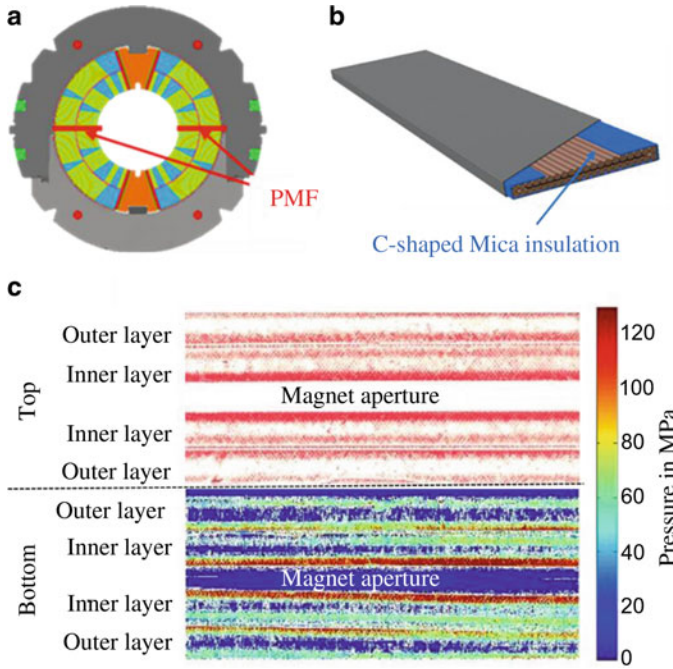 a
PMF
b
C-shaped Mica insulation
c
Top
Outer layer
Inner layer
Magnet aperture
Inner layer
Outer layer
Bottom
Outer layer
Inner layer
Magnet aperture
Inner layer
Outer layer
120
100
80
60
40
20
0
Pressure in MPa